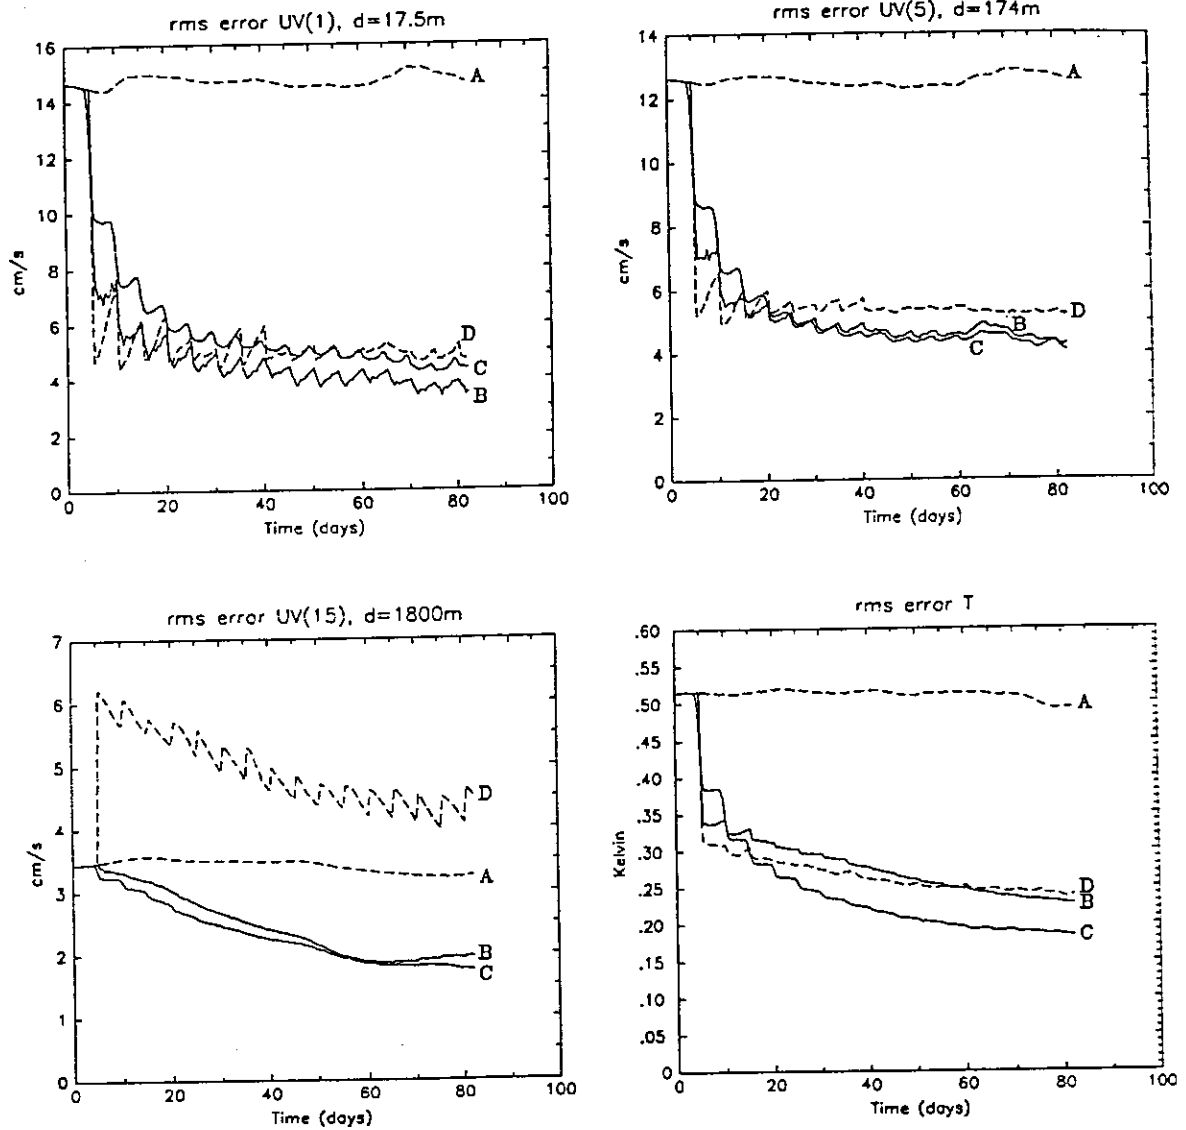 rms error UV(1), d=17.5m
16
14
12
10
8
6
4
2
0
cm/s
A
D
C
B
0 20 40 60 80 100
Time (days)
rms error UV(5), d=174m
14
12
10
8
6
4
2
0
cm/s
A
D
B
C
0 20 40 60 80 100
Time (days)
rms error UV(15), d=1800m
7
6
5
4
3
2
1
0
cm/s
D
A
B
C
0 20 40 60 80 100
Time (days)
rms error T
.60
.55
.50
.45
.40
.35
.30
.25
.20
.15
.10
.05
.00
Kelvin
A
D
B
C
0 20 40 60 80 100
Time (days)